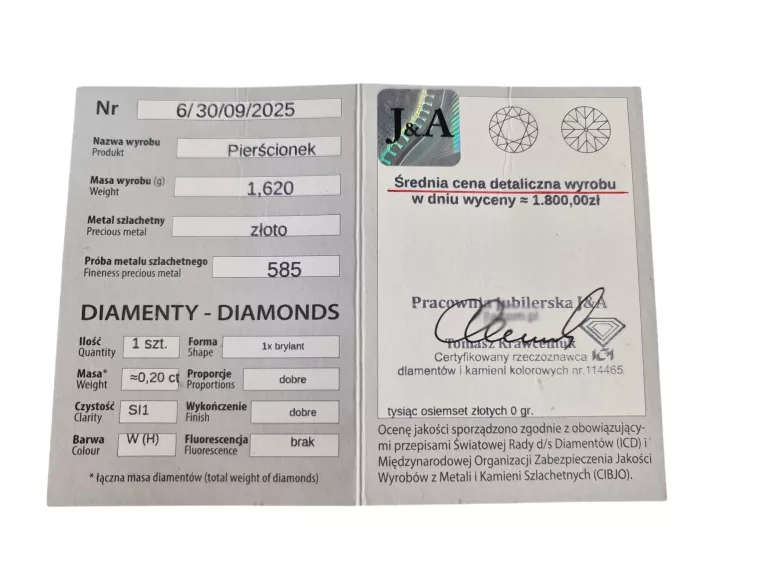 Nr 6/30/09/2025
Nazwa wyrobu
Produkt
Pierścionek
Masa wyrobu (g)
Weight
1,620
Metal szlachetny
Precious metal
złoto
Próba metalu szlachetnego
Fineness precious metal
585
DIAMENTY - DIAMONDS
Ilość
Quantity
1 szt.
Forma
Shape
1x brylant
Masa*
Weight
≈0,20 ct
Proporcje
Proportions
dobre
Czystość
Clarity
SI1
Wykończenie
Finish
dobre
Barwa
Colour
W (H)
Fluorescencja
Fluorescence
brak
* łączna masa diamentów (total weight of diamonds)
J&A
Średnia cena detaliczna wyrobu
w dniu wyceny ≈ 1.800,00zł
Pracownia Jubilerska J&A
Tomasz Krawczuk
Certyfikowany rzeczoznawca
diamentów i kamieni kolorowych nr.114465
tysiąc osiemset złotych 0 gr.
Ocenę jakości sporządzono zgodnie z obowiązujący-
mi przepisami Światowej Rady d/s Diamentów (ICD) i
Międzynarodowej Organizacji Zabezpieczenia Jakości
Wyrobów z Metali i Kamieni Szlachetnych (CIBJO).